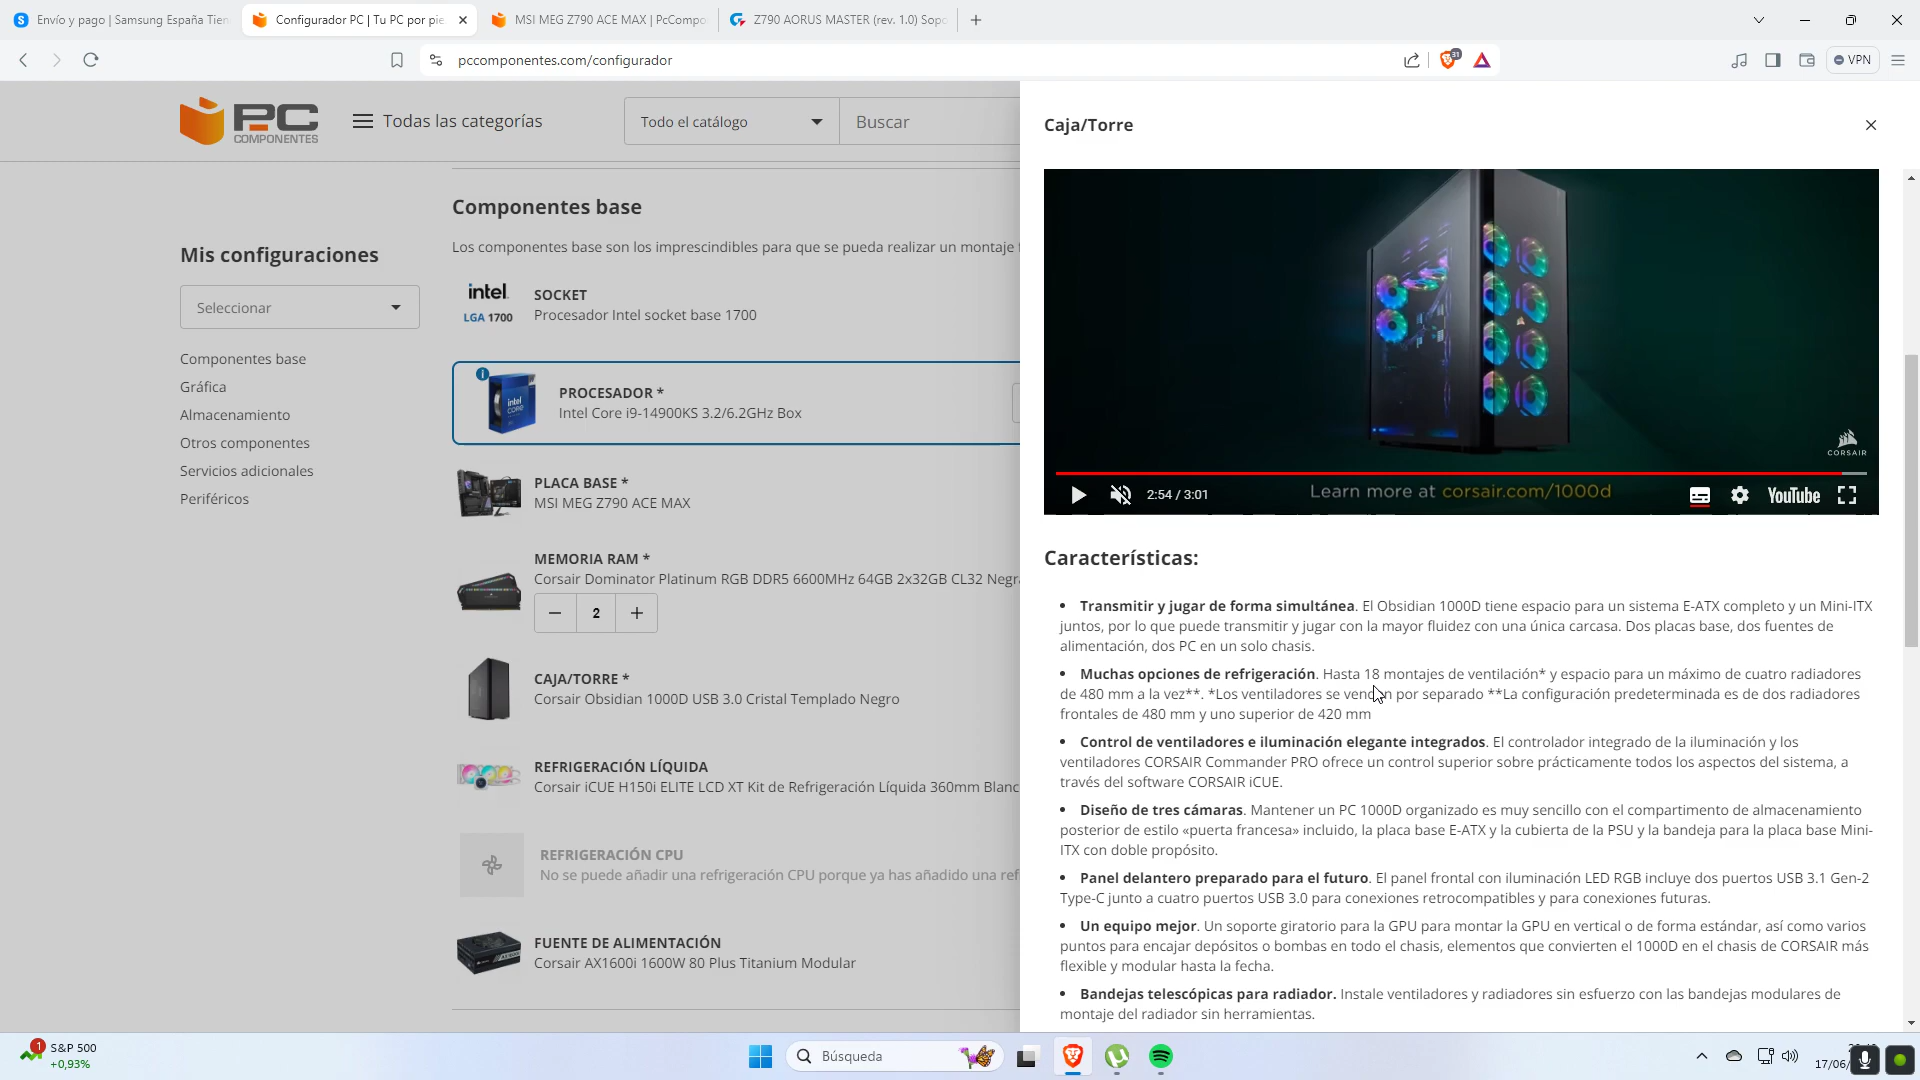 Envío y pago | Samsung España Tien
Configurador PC | Tu PC por pie
MSI MEG Z790 ACE MAX | PcCompo
Z790 AORUS MASTER (rev. 1.0) Sopo
pccomponentes.com/configurador
31
VPN
PC
COMPONENTES
Todas las categorías
Todo el catálogo
Buscar
Mis configuraciones
Seleccionar
Componentes base
Gráfica
Almacenamiento
Otros componentes
Servicios adicionales
Periféricos
Componentes base
Los componentes base son los imprescindibles para que se pueda realizar un montaje
intel.
LGA 1700
SOCKET
Procesador Intel socket base 1700
PROCESADOR *
Intel Core i9-14900KS 3.2/6.2GHz Box
PLACA BASE *
MSI MEG Z790 ACE MAX
MEMORIA RAM *
Corsair Dominator Platinum RGB DDR5 6600MHz 64GB 2x32GB CL32 Negr
2
CAJA/TORRE *
Corsair Obsidian 1000D USB 3.0 Cristal Templado Negro
REFRIGERACIÓN LÍQUIDA
Corsair iCUE H150i ELITE LCD XT Kit de Refrigeración Líquida 360mm Blanc
REFRIGERACIÓN CPU
No se puede añadir una refrigeración CPU porque ya has añadido una ref
FUENTE DE ALIMENTACIÓN
Corsair AX1600i 1600W 80 Plus Titanium Modular
Caja/Torre
CORSAIR
Learn more at corsair.com/1000d
2:54 / 3:01
YouTube
Características:
Transmitir y jugar de forma simultánea. El Obsidian 1000D tiene espacio para un sistema E-ATX completo y un Mini-ITX
juntos, por lo que puede transmitir y jugar con la mayor fluidez con una única carcasa. Dos placas base, dos fuentes de
alimentación, dos PC en un solo chasis.
Muchas opciones de refrigeración. Hasta 18 montajes de ventilación* y espacio para un máximo de cuatro radiadores
de 480 mm a la vez**. *Los ventiladores se venden por separado **La configuración predeterminada es de dos radiadores
frontales de 480 mm y uno superior de 420 mm
Control de ventiladores e iluminación elegante integrados. El controlador integrado de la iluminación y los
ventiladores CORSAIR Commander PRO ofrece un control superior sobre prácticamente todos los aspectos del sistema, a
través del software CORSAIR iCUE.
Diseño de tres cámaras. Mantener un PC 1000D organizado es muy sencillo con el compartimento de almacenamiento
posterior de estilo «puerta francesa» incluido, la placa base E-ATX y la cubierta de la PSU y la bandeja para la placa base Mini-
ITX con doble propósito.
Panel delantero preparado para el futuro. El panel frontal con iluminación LED RGB incluye dos puertos USB 3.1 Gen-2
Type-C junto a cuatro puertos USB 3.0 para conexiones retrocompatibles y para conexiones futuras.
Un equipo mejor. Un soporte giratorio para la GPU para montar la GPU en vertical o de forma estándar, así como varios
puntos para encajar depósitos o bombas en todo el chasis, elementos que convierten el 1000D en el chasis de CORSAIR más
flexible y modular hasta la fecha.
Bandejas telescópicas para radiador. Instale ventiladores y radiadores sin esfuerzo con las bandejas modulares de
montaje del radiador sin herramientas.
1
S&P 500
+0,93%
Búsqueda
17/06/